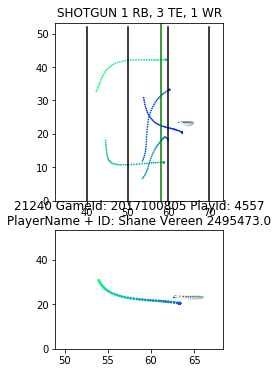 SHOTGUN 1 RB, 3 TE, 1 WR
50
40
30
20
10
0
40 50 60 70
21240 GameId: 2017100805 PlayId: 4557
PlayerName + ID: Shane Vereen 2495473.0
40
20
0
50 55 60 65